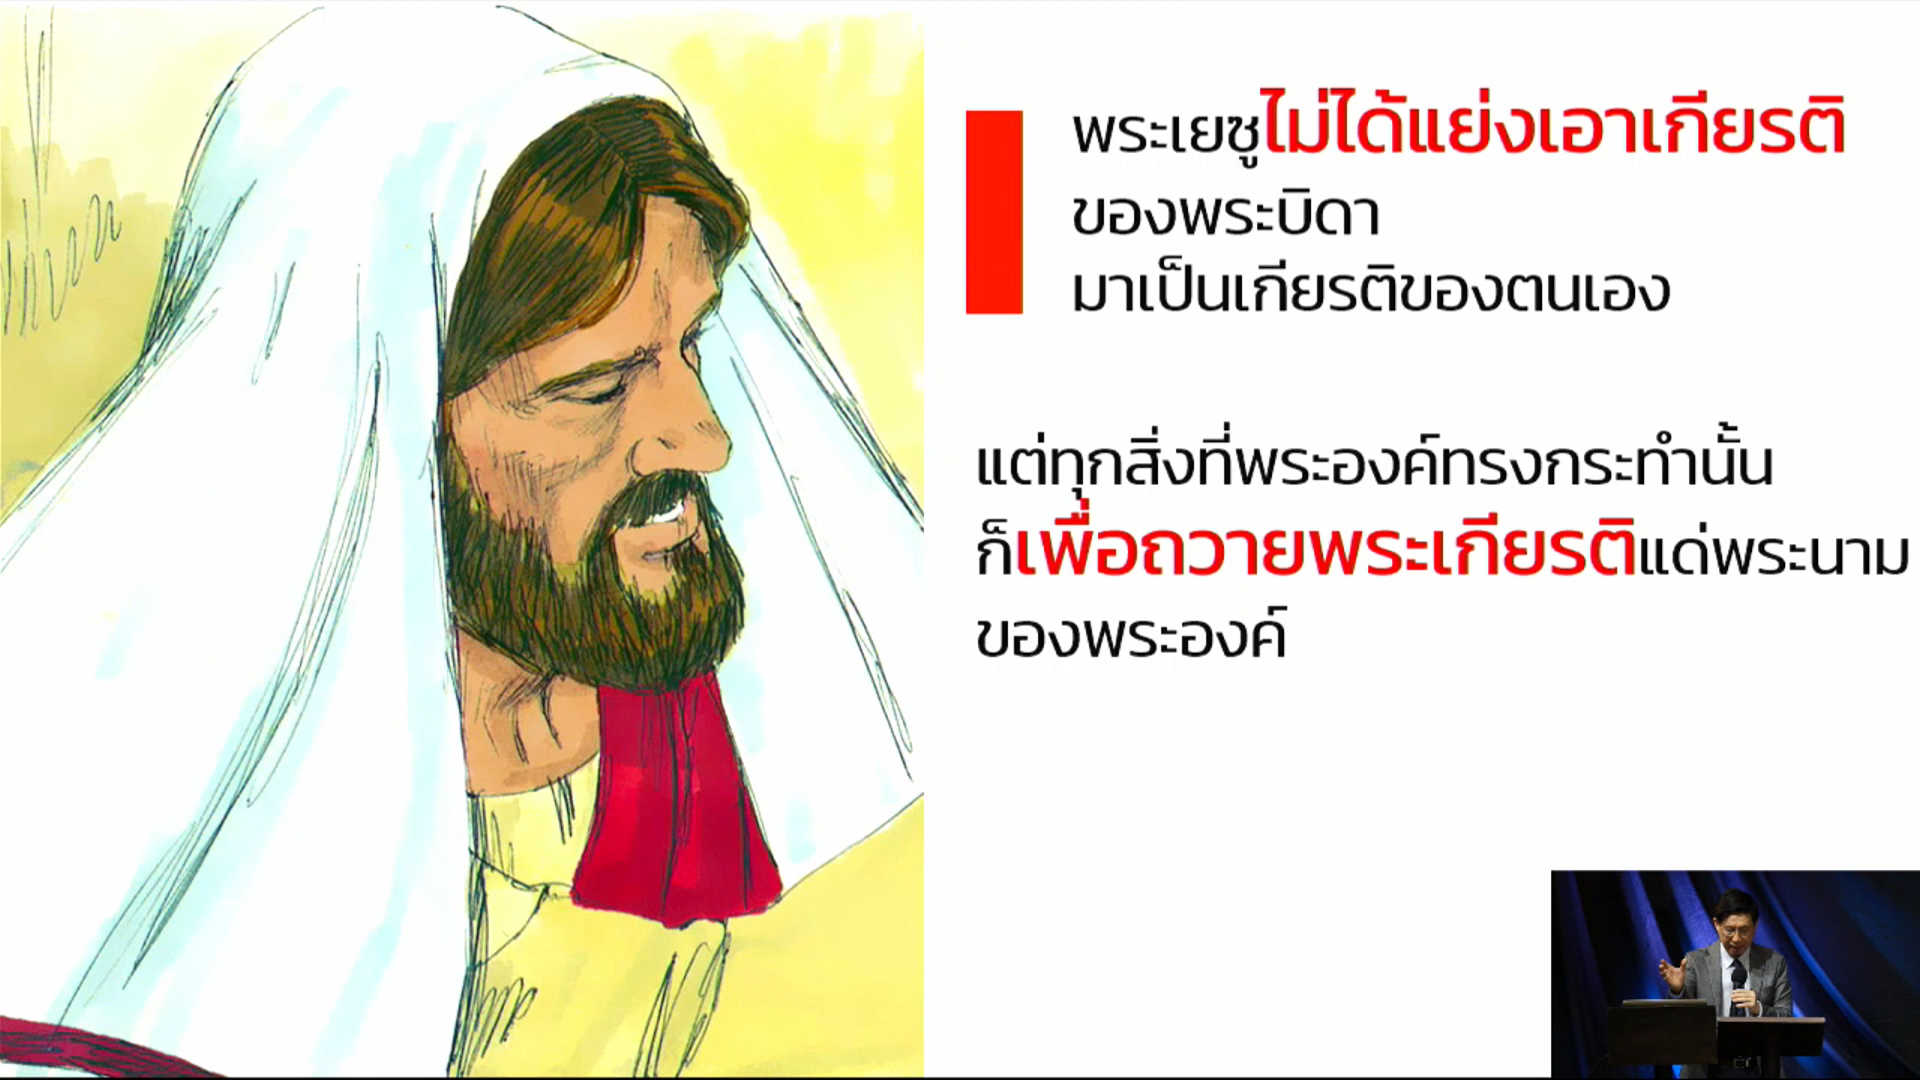 พระเยซูไม่ได้แย่งเอาเกียรติ
ของพระบิดา
มาเป็นเกียรติของตนเอง
แต่ทุกสิ่งที่พระองค์ทรงกระทำนั้น
ก็เพื่อถวายพระเกียรติแด่พระนาม
ของพระองค์